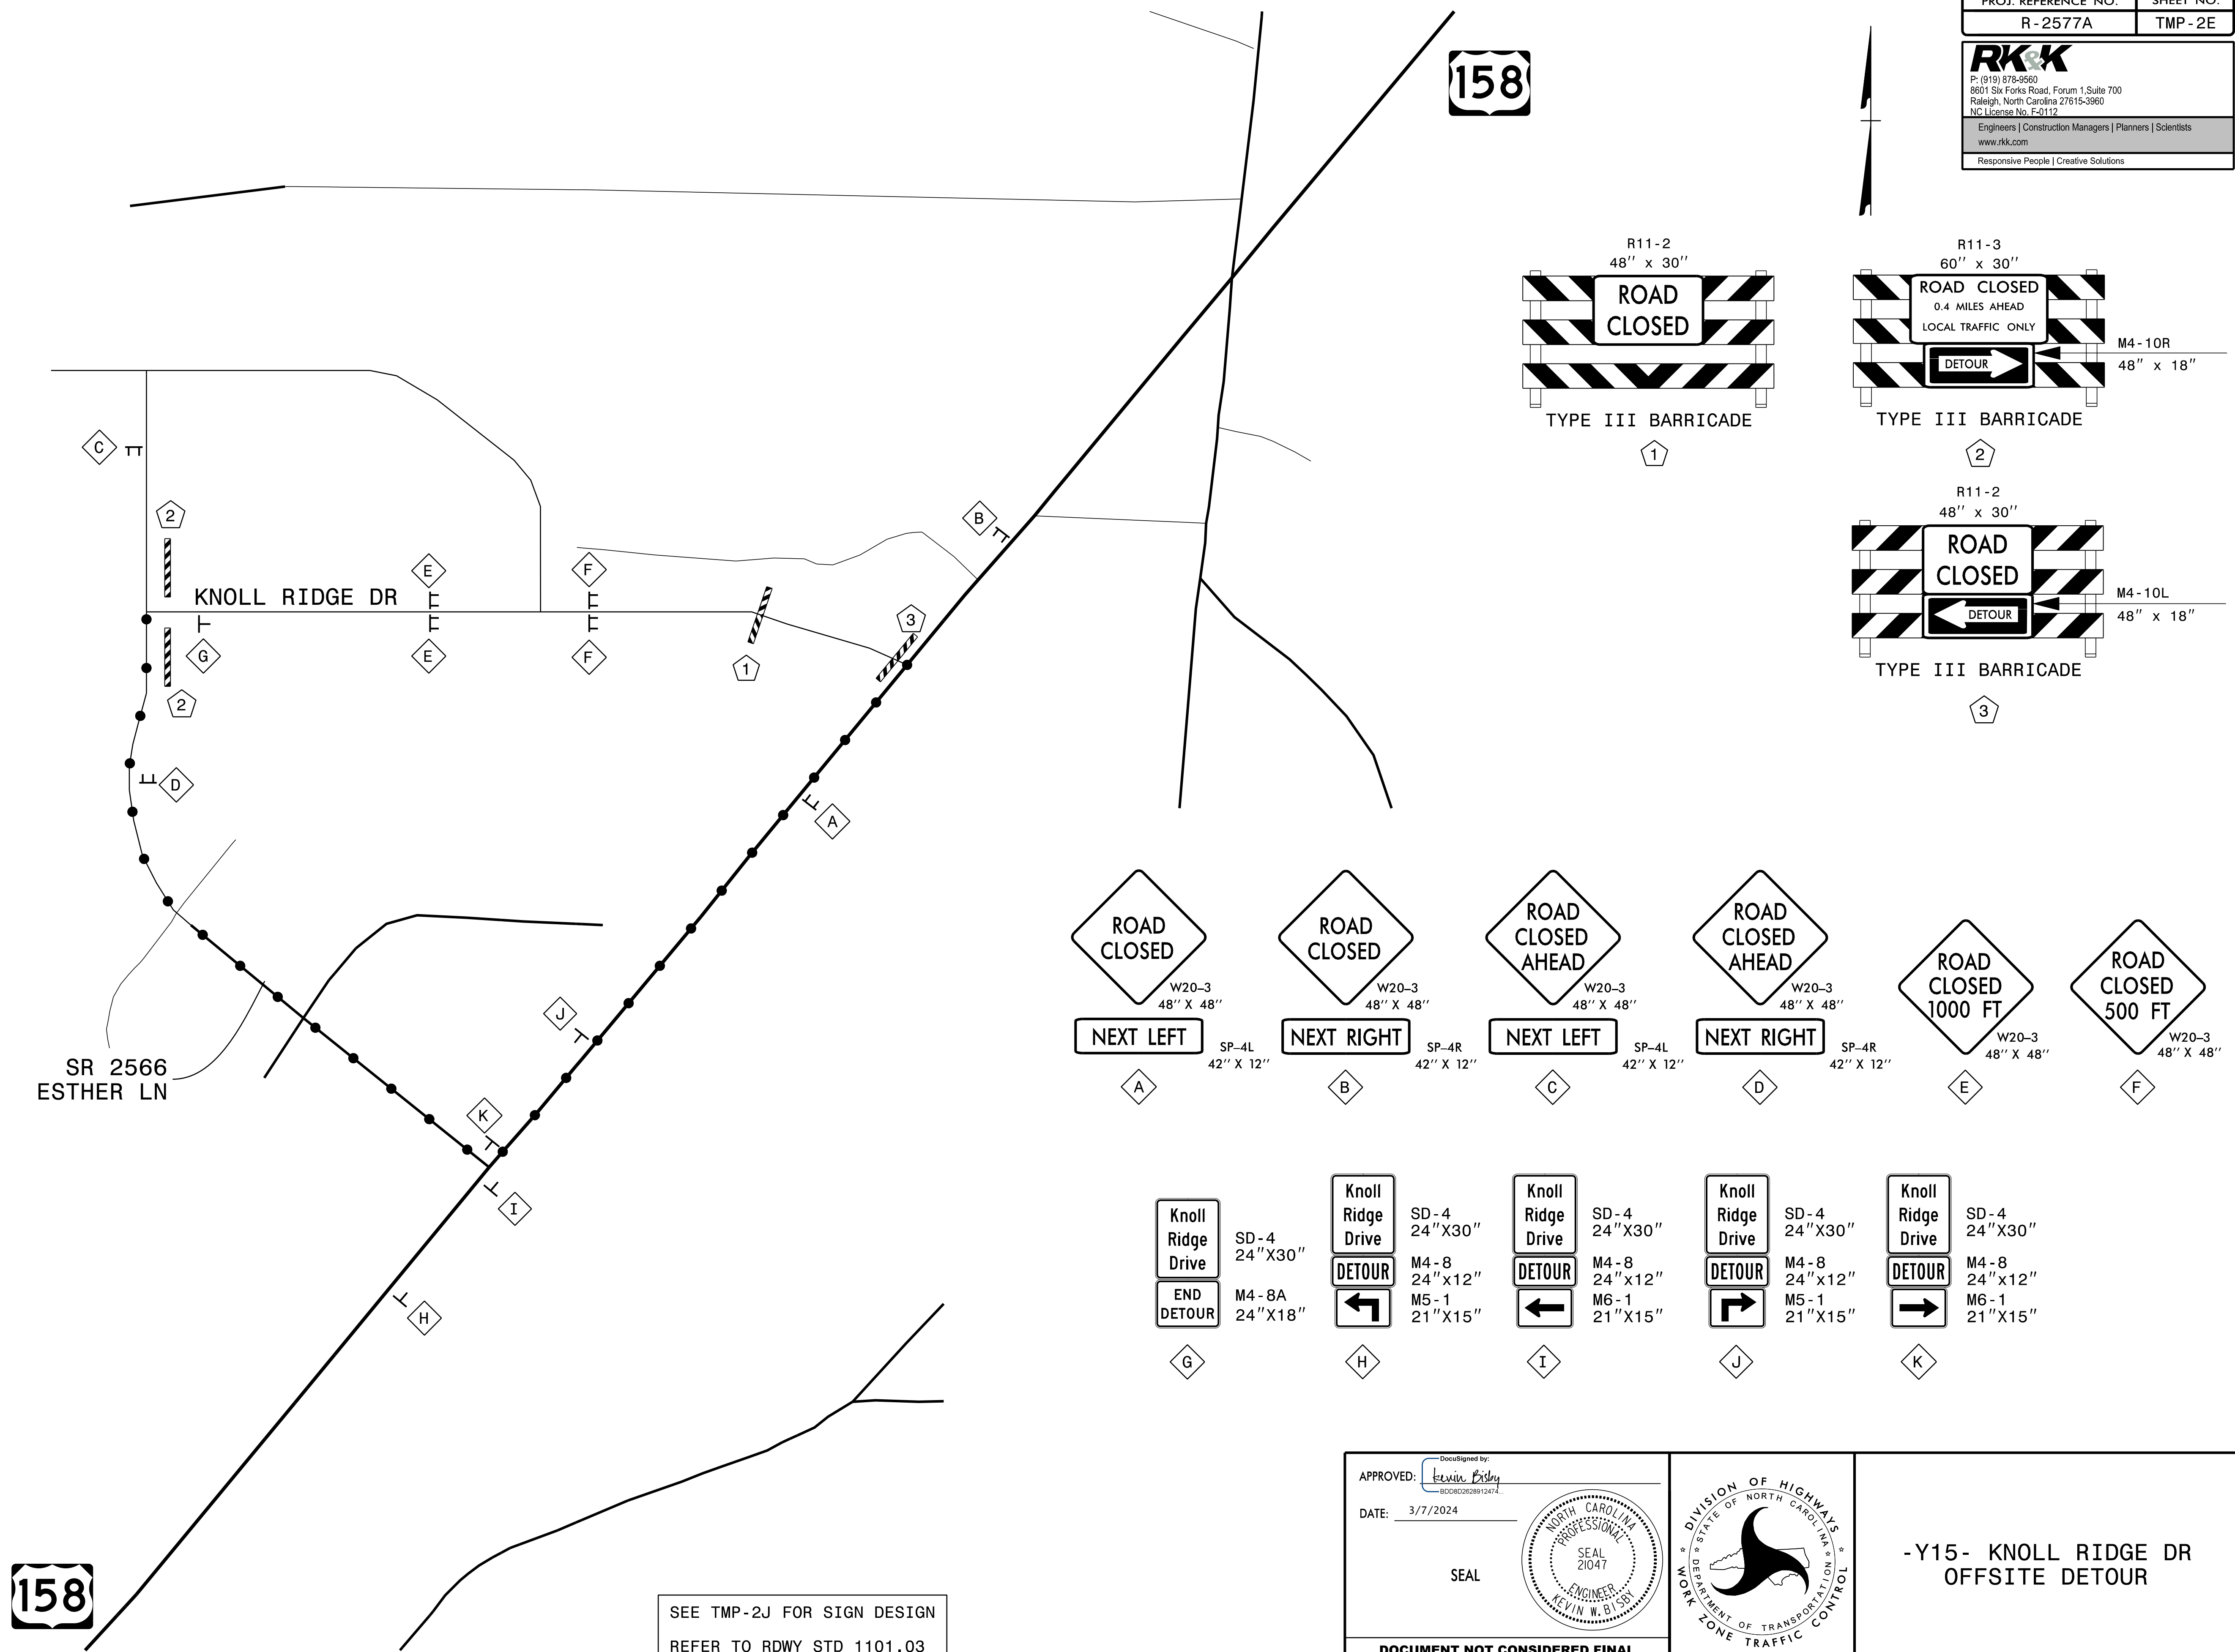 PROJ. REFERENCE NO.
SHEET NO.
R-2577A
TMP-2E
RK&K
P: (919) 878-9560
8601 Six Forks Road, Forum 1,Suite 700
Raleigh, North Carolina 27615-3960
NC License No. F-0112
Engineers | Construction Managers | Planners | Scientists
www.rkk.com
Responsive People | Creative Solutions
158
R11-2
48'' x 30''
ROAD
CLOSED
TYPE III BARRICADE
1
R11-3
60'' x 30''
ROAD CLOSED
0.4 MILES AHEAD
LOCAL TRAFFIC ONLY
DETOUR
M4-10R
48" x 18"
TYPE III BARRICADE
2
R11-2
48'' x 30''
ROAD
CLOSED
DETOUR
M4-10L
48" x 18"
TYPE III BARRICADE
3
C
2
KNOLL RIDGE DR
E
F
B
3
G
E
F
1
2
D
A
J
K
I
H
SR 2566
ESTHER LN
158
ROAD
CLOSED
W20-3
48'' X 48''
NEXT LEFT
SP-4L
42'' X 12''
A
ROAD
CLOSED
W20-3
48'' X 48''
NEXT RIGHT
SP-4R
42'' X 12''
B
ROAD
CLOSED
AHEAD
W20-3
48'' X 48''
NEXT LEFT
SP-4L
42'' X 12''
C
ROAD
CLOSED
AHEAD
W20-3
48'' X 48''
NEXT RIGHT
SP-4R
42'' X 12''
D
ROAD
CLOSED
1000 FT
W20-3
48'' X 48''
E
ROAD
CLOSED
500 FT
W20-3
48'' X 48''
F
Knoll
Ridge
Drive
SD-4
24"X30"
END
DETOUR
M4-8A
24"X18"
G
Knoll
Ridge
Drive
SD-4
24"X30"
DETOUR
M4-8
24"x12"
M5-1
21"X15"
H
Knoll
Ridge
Drive
SD-4
24"X30"
DETOUR
M4-8
24"x12"
M6-1
21"X15"
I
Knoll
Ridge
Drive
SD-4
24"X30"
DETOUR
M4-8
24"x12"
M5-1
21"X15"
J
Knoll
Ridge
Drive
SD-4
24"X30"
DETOUR
M4-8
24"x12"
M6-1
21"X15"
K
SEE TMP-2J FOR SIGN DESIGN
REFER TO RDWY STD 1101.03
DocuSigned by:
APPROVED: Kevin Bisby
BDD8D2628912474...
DATE: 3/7/2024
SEAL
NORTH CAROLINA
PROFESSIONAL
SEAL
21047
ENGINEER
KEVIN W. BISBY
DOCUMENT NOT CONSIDERED FINAL
DIVISION OF HIGHWAYS
STATE OF NORTH CAROLINA
DEPARTMENT OF TRANSPORTATION
WORK ZONE TRAFFIC CONTROL
-Y15- KNOLL RIDGE DR
OFFSITE DETOUR